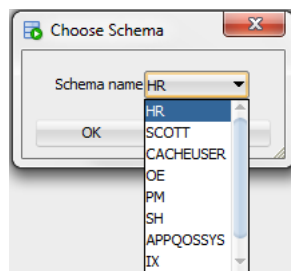 Choose Schema
Schema name HR
HR
OK
SCOTT
CACHEUSER
OE
PM
SH
APPQOSSYS
IX